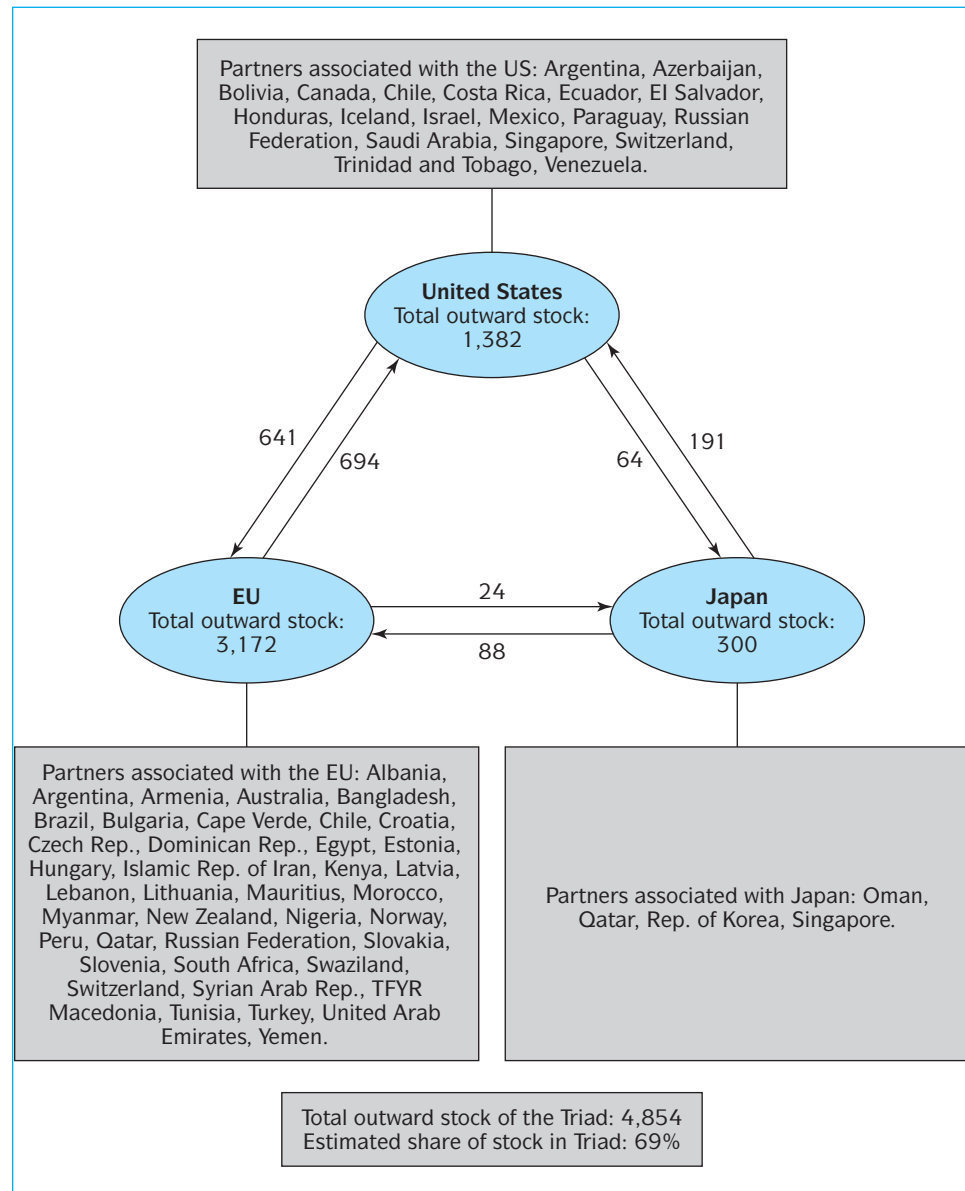 Partners associated with the US: Argentina, Azerbaijan,
Bolivia, Canada, Chile, Costa Rica, Ecuador, El Salvador,
Honduras, Iceland, Israel, Mexico, Paraguay, Russian
Federation, Saudi Arabia, Singapore, Switzerland,
Trinidad and Tobago, Venezuela.
United States
Total outward stock:
1,382
641
694
64
191
EU
Total outward stock:
3,172
24
88
Japan
Total outward stock:
300
Partners associated with the EU: Albania,
Argentina, Armenia, Australia, Bangladesh,
Brazil, Bulgaria, Cape Verde, Chile, Croatia,
Czech Rep., Dominican Rep., Egypt, Estonia,
Hungary, Islamic Rep. of Iran, Kenya, Latvia,
Lebanon, Lithuania, Mauritius, Morocco,
Myanmar, New Zealand, Nigeria, Norway,
Peru, Qatar, Russian Federation, Slovakia,
Slovenia, South Africa, Swaziland,
Switzerland, Syrian Arab Rep., TFYR
Macedonia, Tunisia, Turkey, United Arab
Emirates, Yemen.
Partners associated with Japan: Oman,
Qatar, Rep. of Korea, Singapore.
Total outward stock of the Triad: 4,854
Estimated share of stock in Triad: 69%